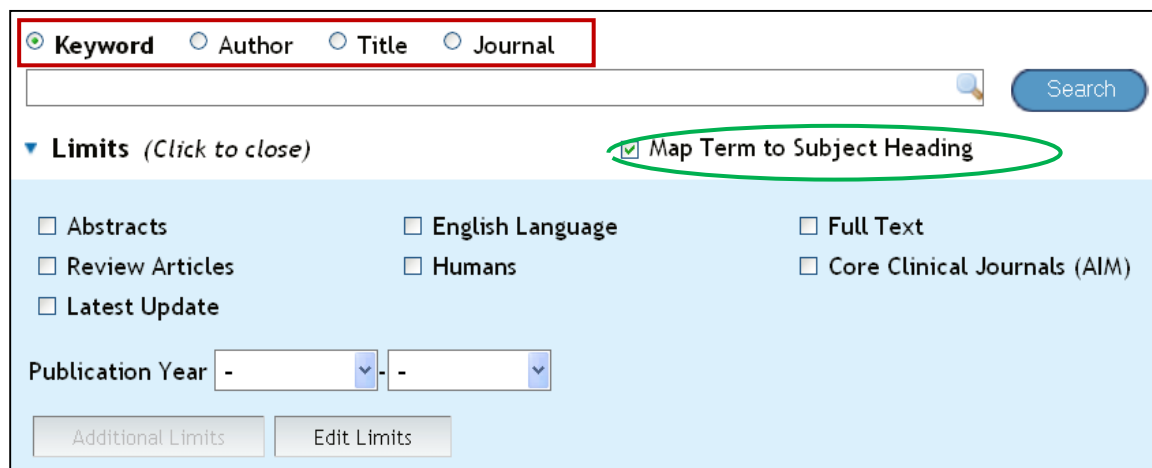 Keyword Author Title Journal
Search
Limits (Click to close) Map Term to Subject Heading
Abstracts English Language Full Text
Review Articles Humans Core Clinical Journals (AIM)
Latest Update
Publication Year - - -
Additional Limits Edit Limits